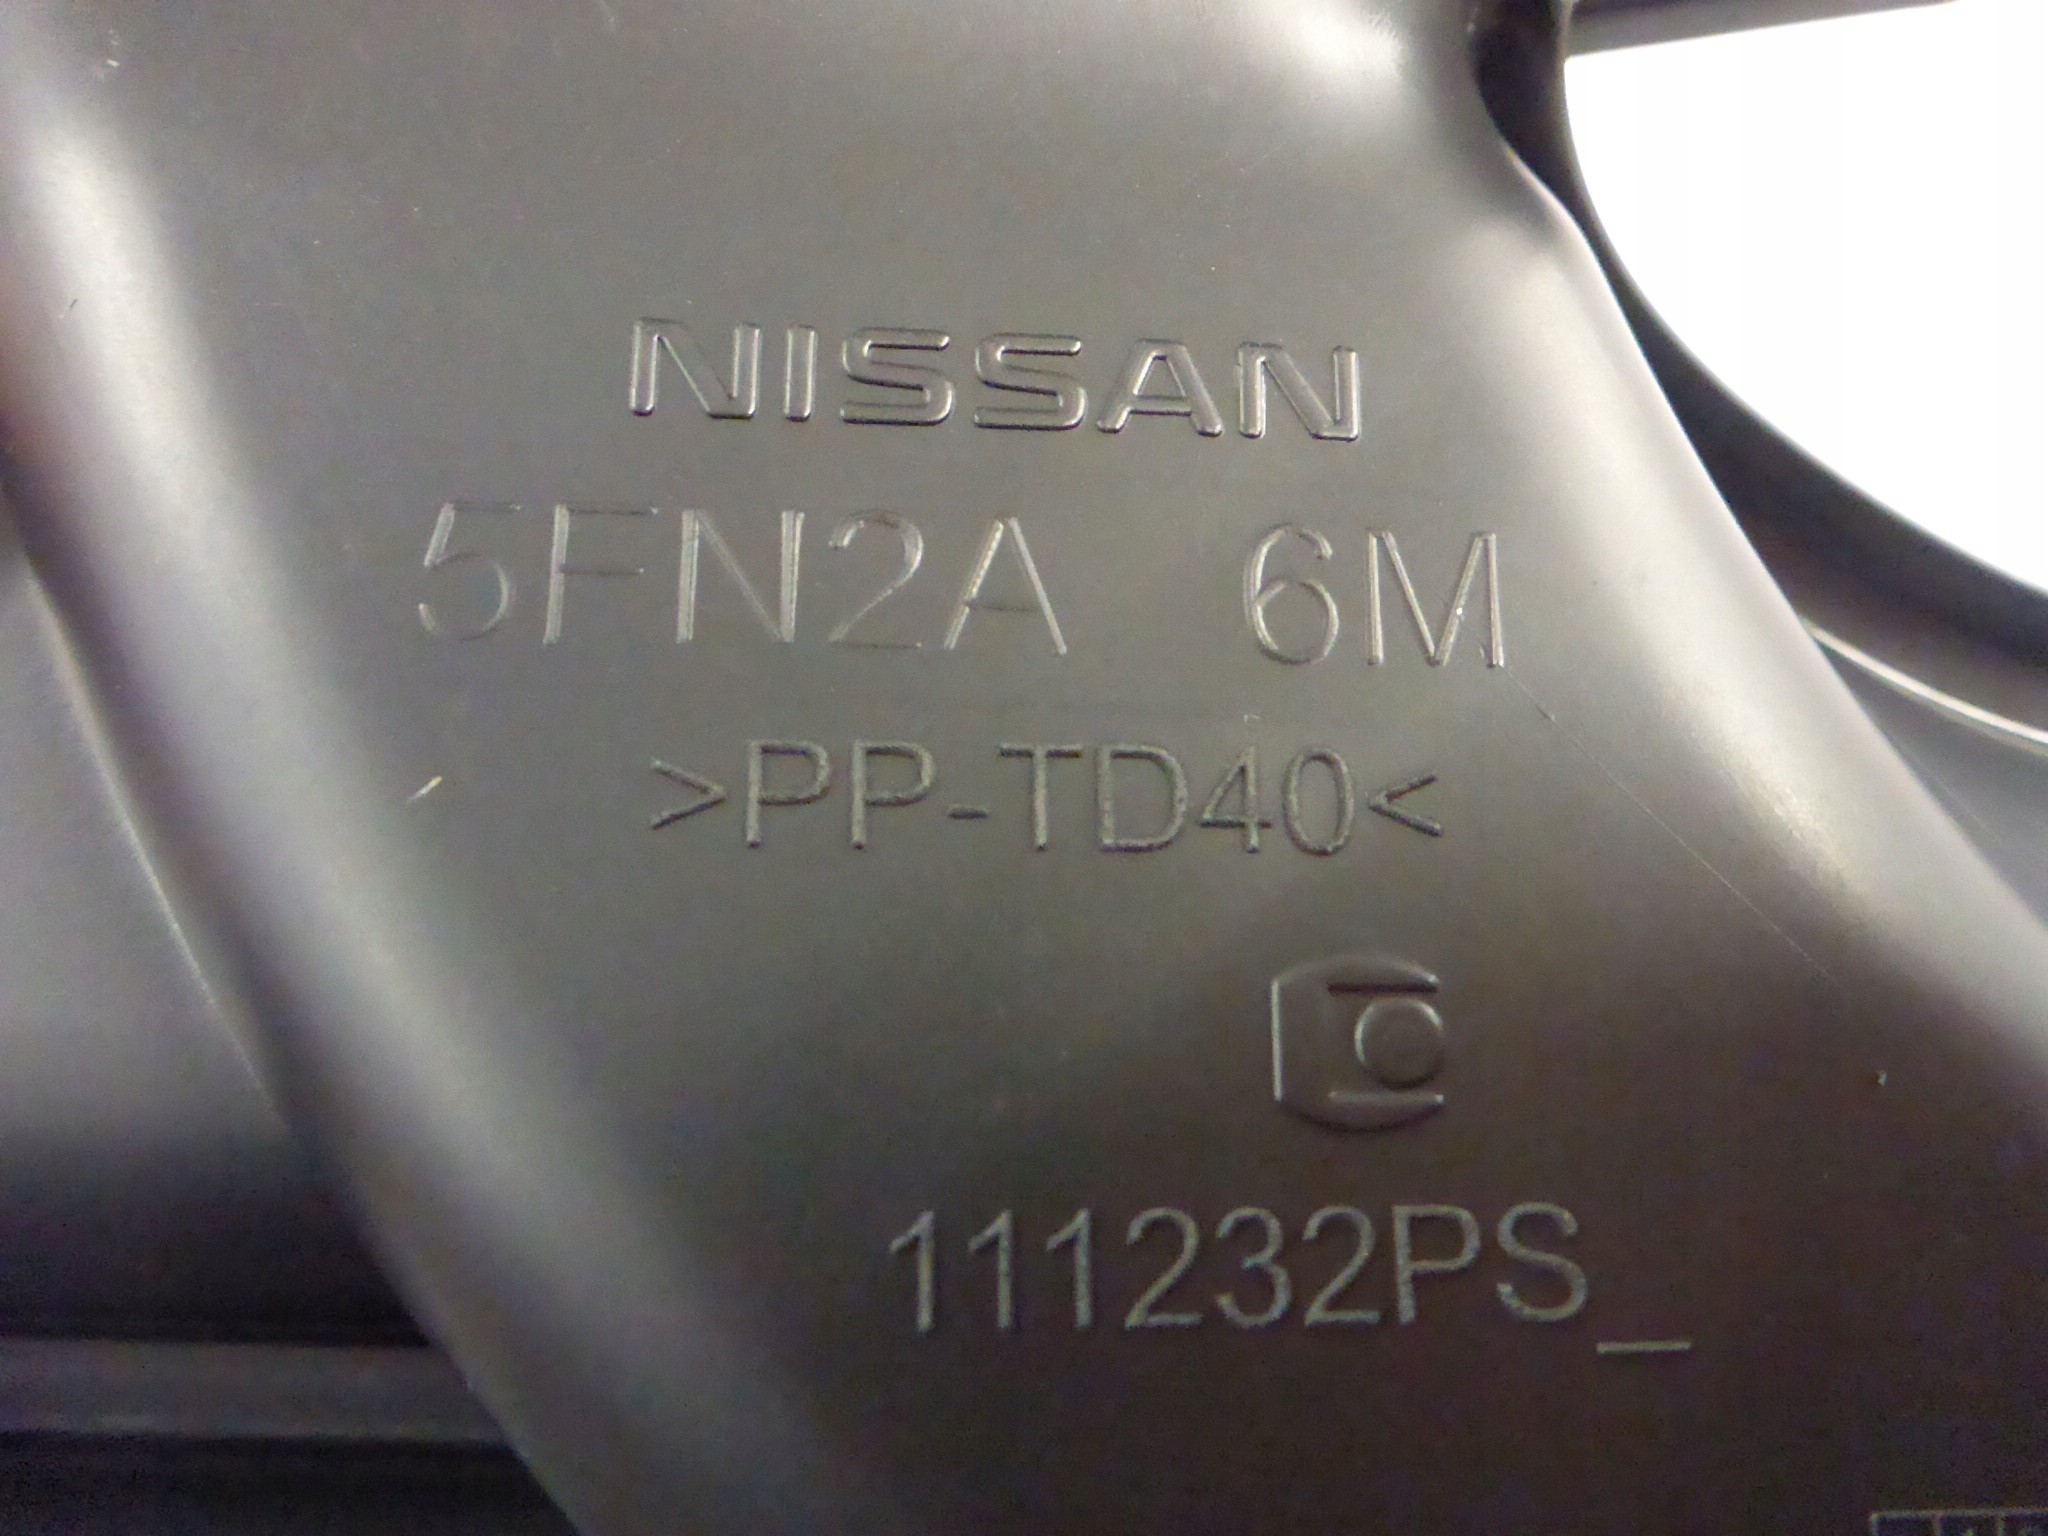 NISSAN
5FN2A 6M
>PP-TD40<
111232PS_